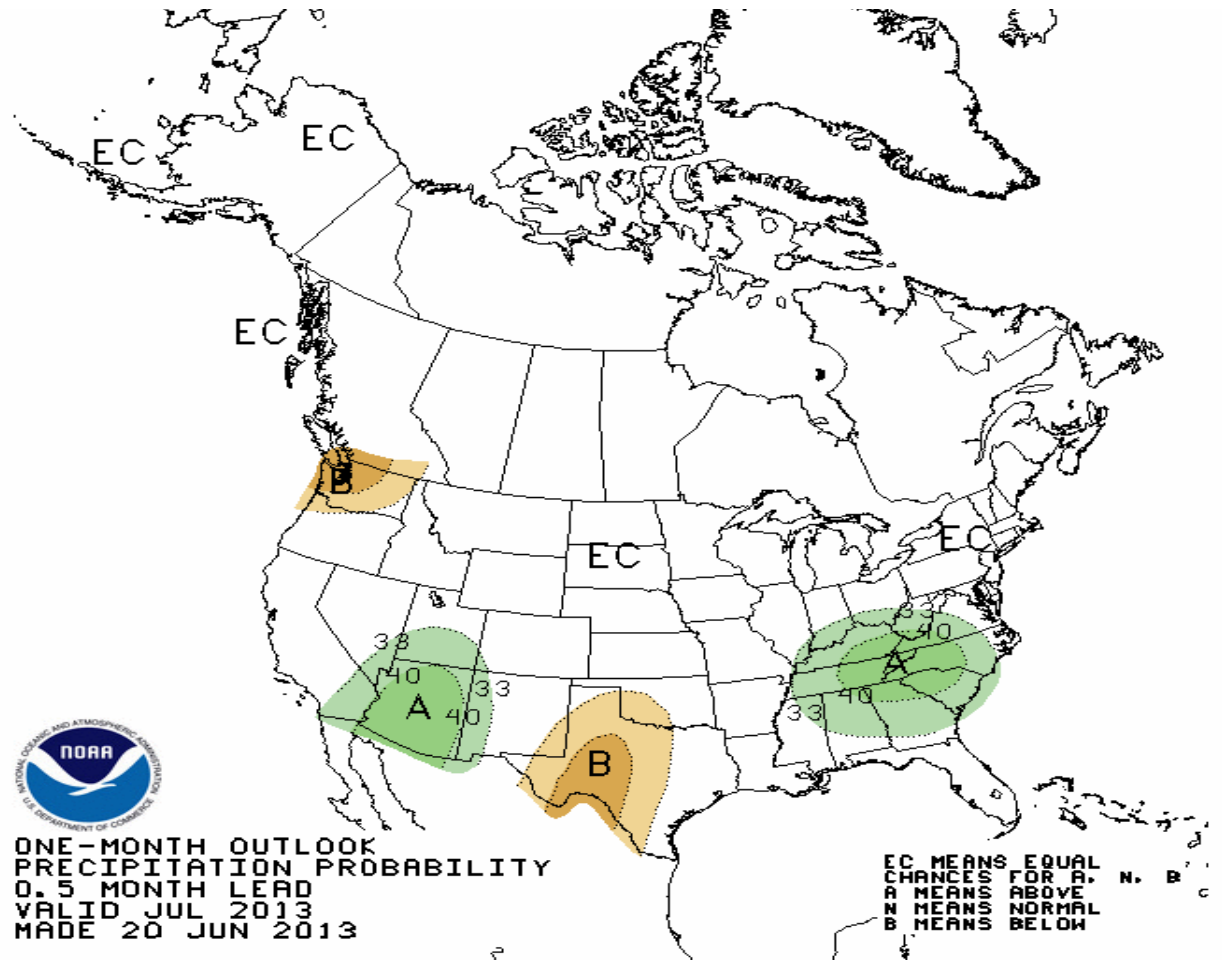 EC
EC
EC
B
EC
EC
33
40
A
40
33
33
40
A
40
33
B
NATIONAL OCEANIC AND ATMOSPHERIC ADMINISTRATION
NOAA
U.S. DEPARTMENT OF COMMERCE
ONE-MONTH OUTLOOK
PRECIPITATION PROBABILITY
0.5 MONTH LEAD
VALID JUL 2013
MADE 20 JUN 2013
EC MEANS EQUAL
CHANCES FOR A, N, B
A MEANS ABOVE
N MEANS NORMAL
B MEANS BELOW